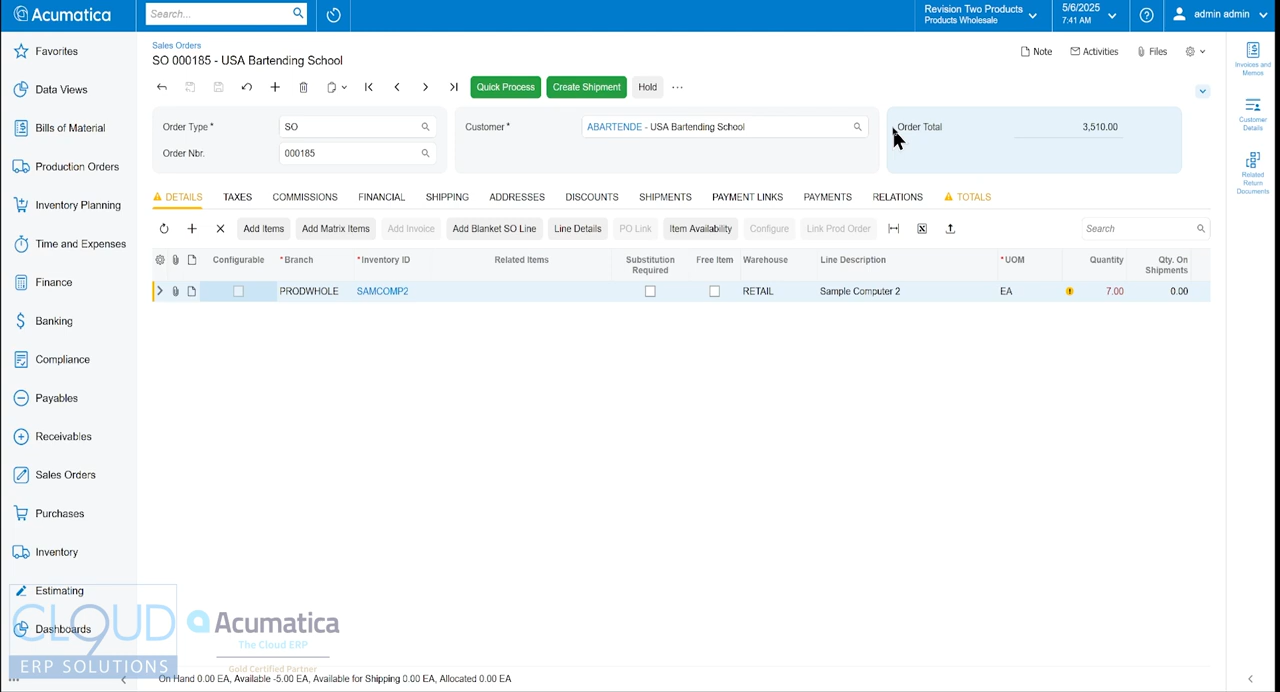 Acumatica
Search...
Revision Two Products
Products Wholesale
5/6/2025
7:41 AM
admin admin
Favorites
Data Views
Bills of Material
Production Orders
Inventory Planning
Time and Expenses
Finance
Banking
Compliance
Payables
Receivables
Sales Orders
Purchases
Inventory
Estimating
Dashboards
Sales Orders
SO 000185 - USA Bartending School
Note
Activities
Files
Quick Process
Create Shipment
Hold
Order Type *
SO
Order Nbr.
000185
Customer *
ABARTENDE - USA Bartending School
Order Total
3,510.00
DETAILS
TAXES
COMMISSIONS
FINANCIAL
SHIPPING
ADDRESSES
DISCOUNTS
SHIPMENTS
PAYMENT LINKS
PAYMENTS
RELATIONS
TOTALS
Add Items
Add Matrix Items
Add Invoice
Add Blanket SO Line
Line Details
PO Link
Item Availability
Configure
Link Prod Order
Search
Configurable
*Branch
*Inventory ID
Related Items
Substitution
Required
Free Item
Warehouse
Line Description
*UOM
Quantity
Qty. On
Shipments
PRODWHOLE
SAMCOMP2
RETAIL
Sample Computer 2
EA
7.00
0.00
Invoices and
Memos
Customer
Details
Related
Return
Documents
CLOUD
9
ERP SOLUTIONS
Acumatica
The Cloud ERP
Gold Certified Partner
On Hand 0.00 EA, Available -5.00 EA, Available for Shipping 0.00 EA, Allocated 0.00 EA